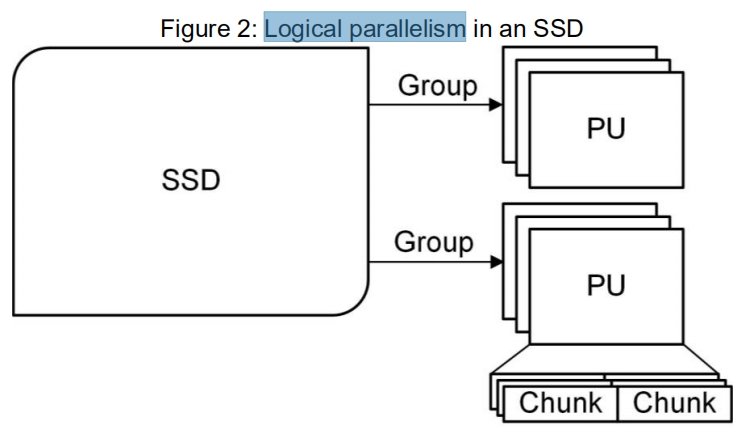 Figure 2: Logical parallelism in an SSD
Group
PU
SSD
Group
PU
Chunk
Chunk